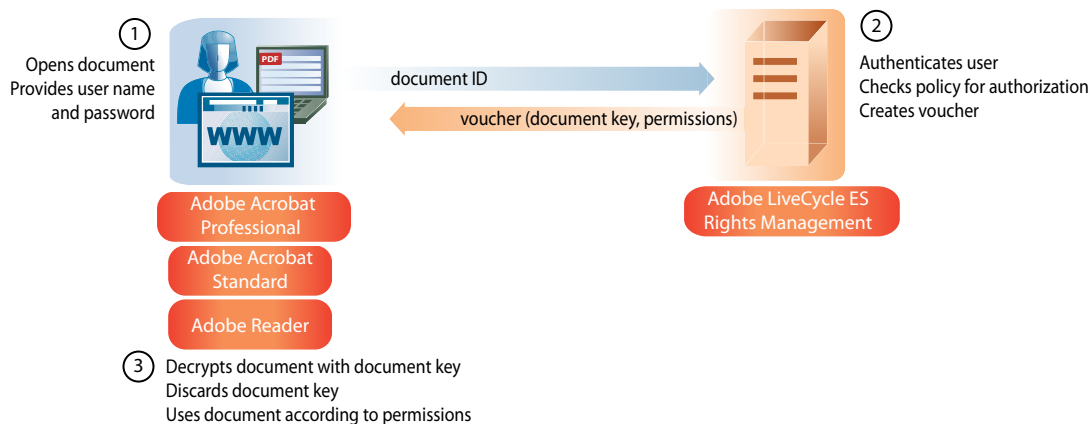 1
Opens document
Provides user name
and password
PDF
WWW
document ID
voucher (document key, permissions)
2
Authenticates user
Checks policy for authorization
Creates voucher
Adobe Acrobat
Professional
Adobe Acrobat
Standard
Adobe Reader
Adobe LiveCycle ES
Rights Management
3
Decrypts document with document key
Discards document key
Uses document according to permissions